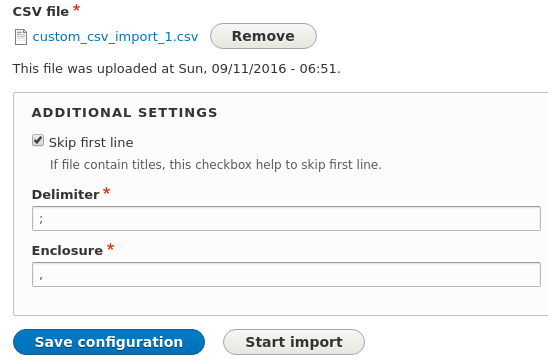 CSV file *
custom_csv_import_1.csv Remove
This file was uploaded at Sun, 09/11/2016 - 06:51.
ADDITIONAL SETTINGS
Skip first line
If file contain titles, this checkbox help to skip first line.
Delimiter *
;
Enclosure *
,
Save configuration Start import